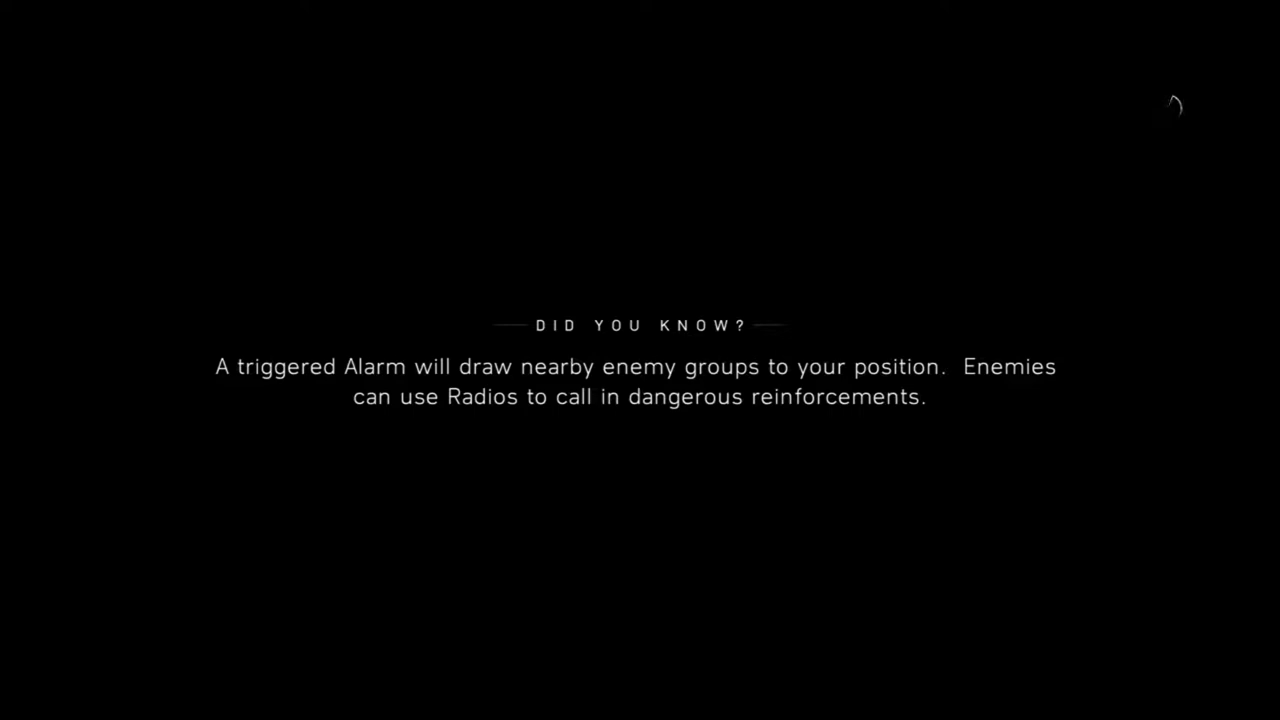 DID YOU KNOW?
A triggered Alarm will draw nearby enemy groups to your position.  Enemies
can use Radios to call in dangerous reinforcements.